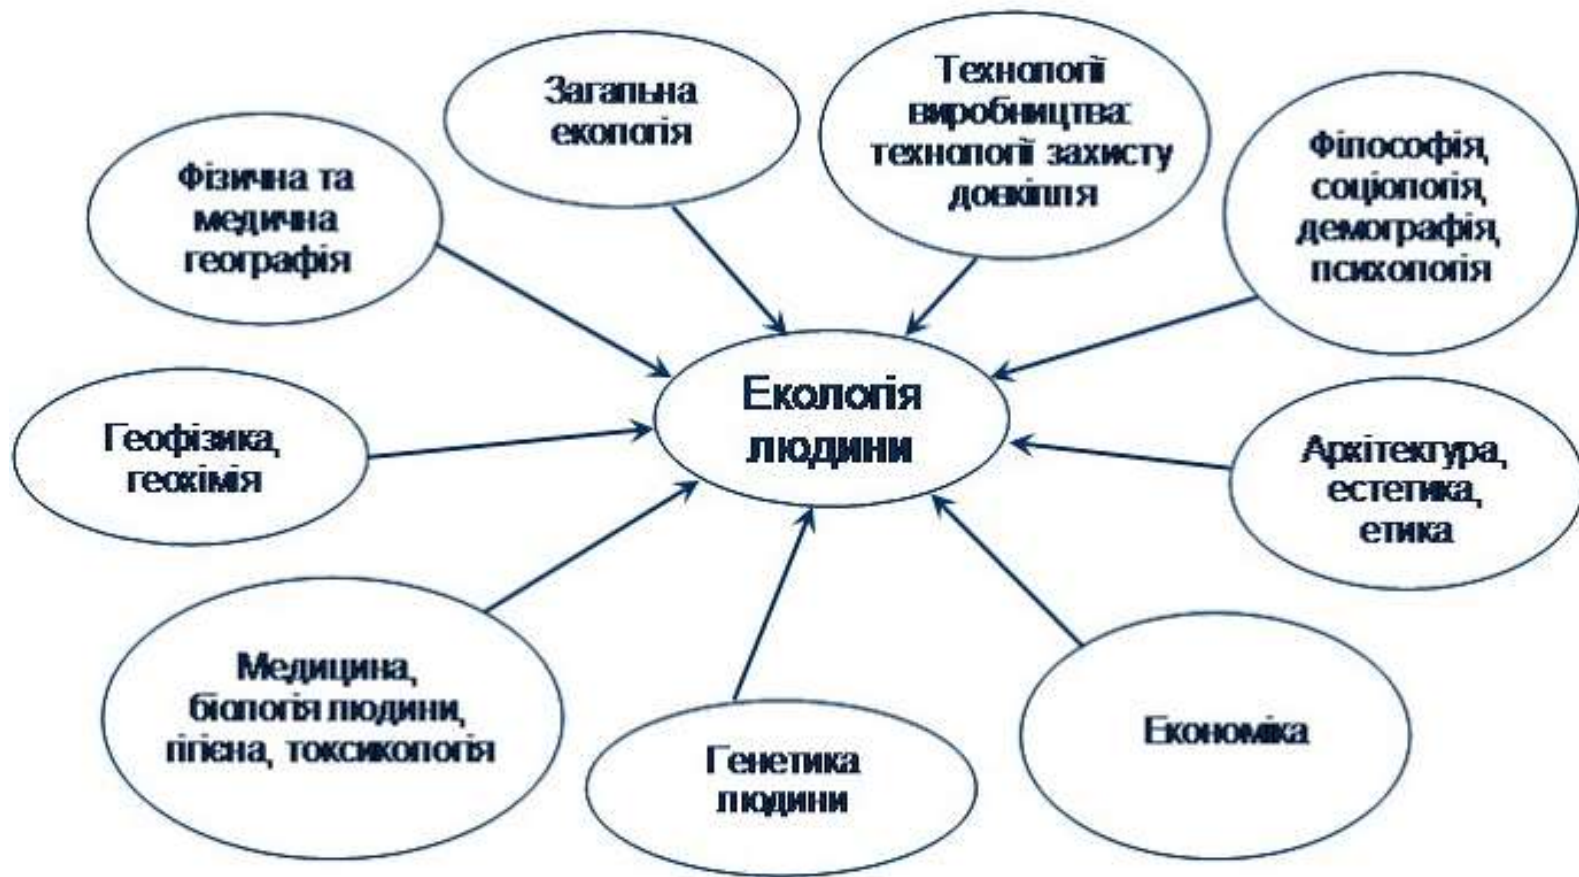 Загальна
екологія
Технології
виробництва:
технології захисту
довкілля
Філософія,
соціологія,
демографія,
психологія
Фізична та
медична
географія
Екологія
людини
Геофізика,
геохімія
Архітектура,
естетика,
етика
Медицина,
біологія людини,
гігієна, токсикологія
Генетика
людини
Економіка